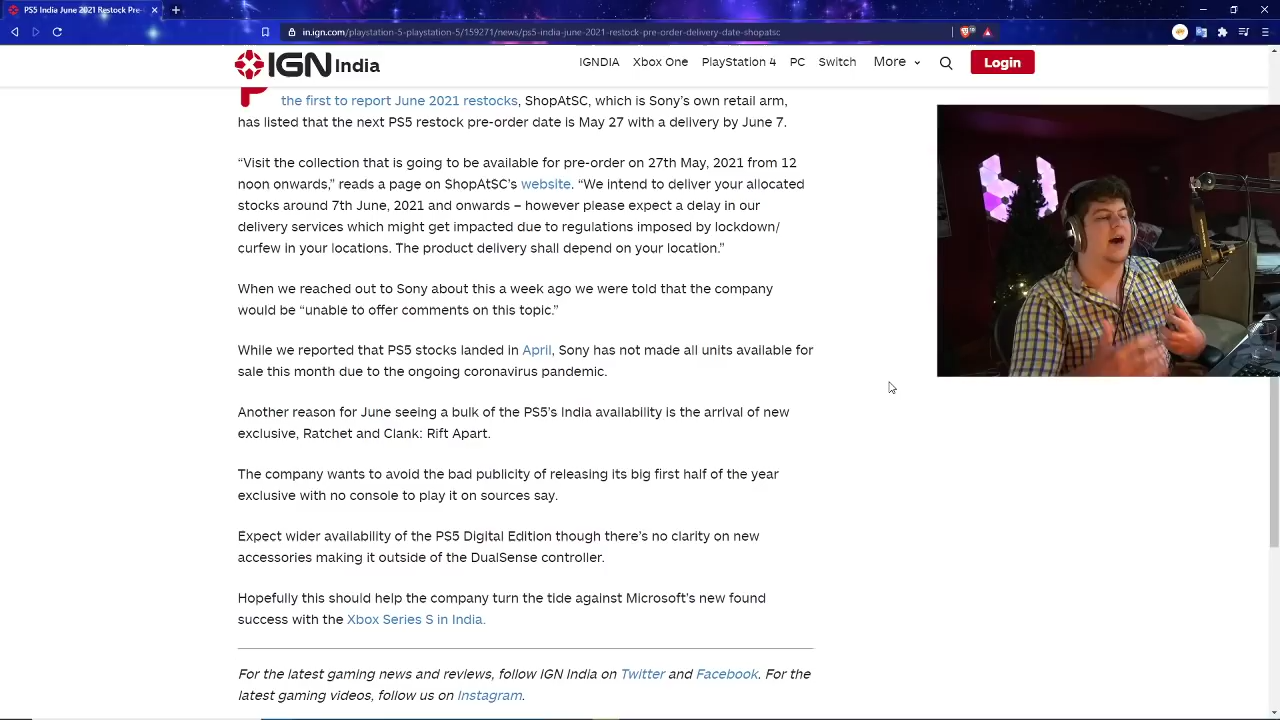 PS5 India June 2021 Restock Pre-
in.ign.com/playstation-5-playstation-5/159271/news/ps5-india-june-2021-restock-pre-order-delivery-date-shopatsc
IGN India
IGNDIA Xbox One PlayStation 4 PC Switch More Login
P
the first to report June 2021 restocks, ShopAtSC, which is Sony's own retail arm,
has listed that the next PS5 restock pre-order date is May 27 with a delivery by June 7.
“Visit the collection that is going to be available for pre-order on 27th May, 2021 from 12
noon onwards,” reads a page on ShopAtSC's website. “We Intend to deliver your allocated
stocks around 7th June, 2021 and onwards – however please expect a delay in our
delivery services which might get impacted due to regulations imposed by lockdown/
curfew in your locations. The product delivery shall depend on your location.”
When we reached out to Sony about this a week ago we were told that the company
would be “unable to offer comments on this topic.”
While we reported that PS5 stocks landed in April, Sony has not made all units available for
sale this month due to the ongoing coronavirus pandemic.
Another reason for June seeing a bulk of the PS5's India availability is the arrival of new
exclusive, Ratchet and Clank: Rift Apart.
The company wants to avoid the bad publicity of releasing its big first half of the year
exclusive with no console to play it on sources say.
Expect wider availability of the PS5 Digital Edition though there's no clarity on new
accessories making it outside of the DualSense controller.
Hopefully this should help the company turn the tide against Microsoft's new found
success with the Xbox Series S in India.
For the latest gaming news and reviews, follow IGN India on Twitter and Facebook. For the
latest gaming videos, follow us on Instagram.